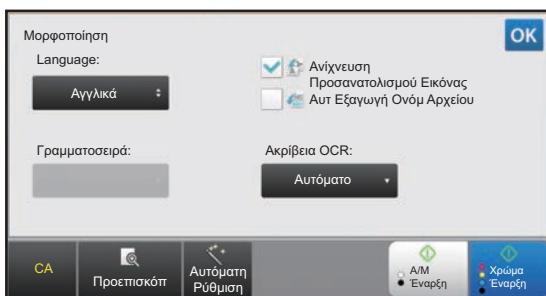 Μορφοποίηση
OK
Language:
Αγγλικά
Ανίχνευση
Προσανατολισμού Εικόνας
Αυτ Εξαγωγή Ονόμ Αρχείου
Γραμματοσειρά:
Ακρίβεια OCR:
Αυτόματο
CA
Προεπισκόπ
Αυτόματη
Ρύθμιση
Α/Μ
Έναρξη
Χρώμα
Έναρξη